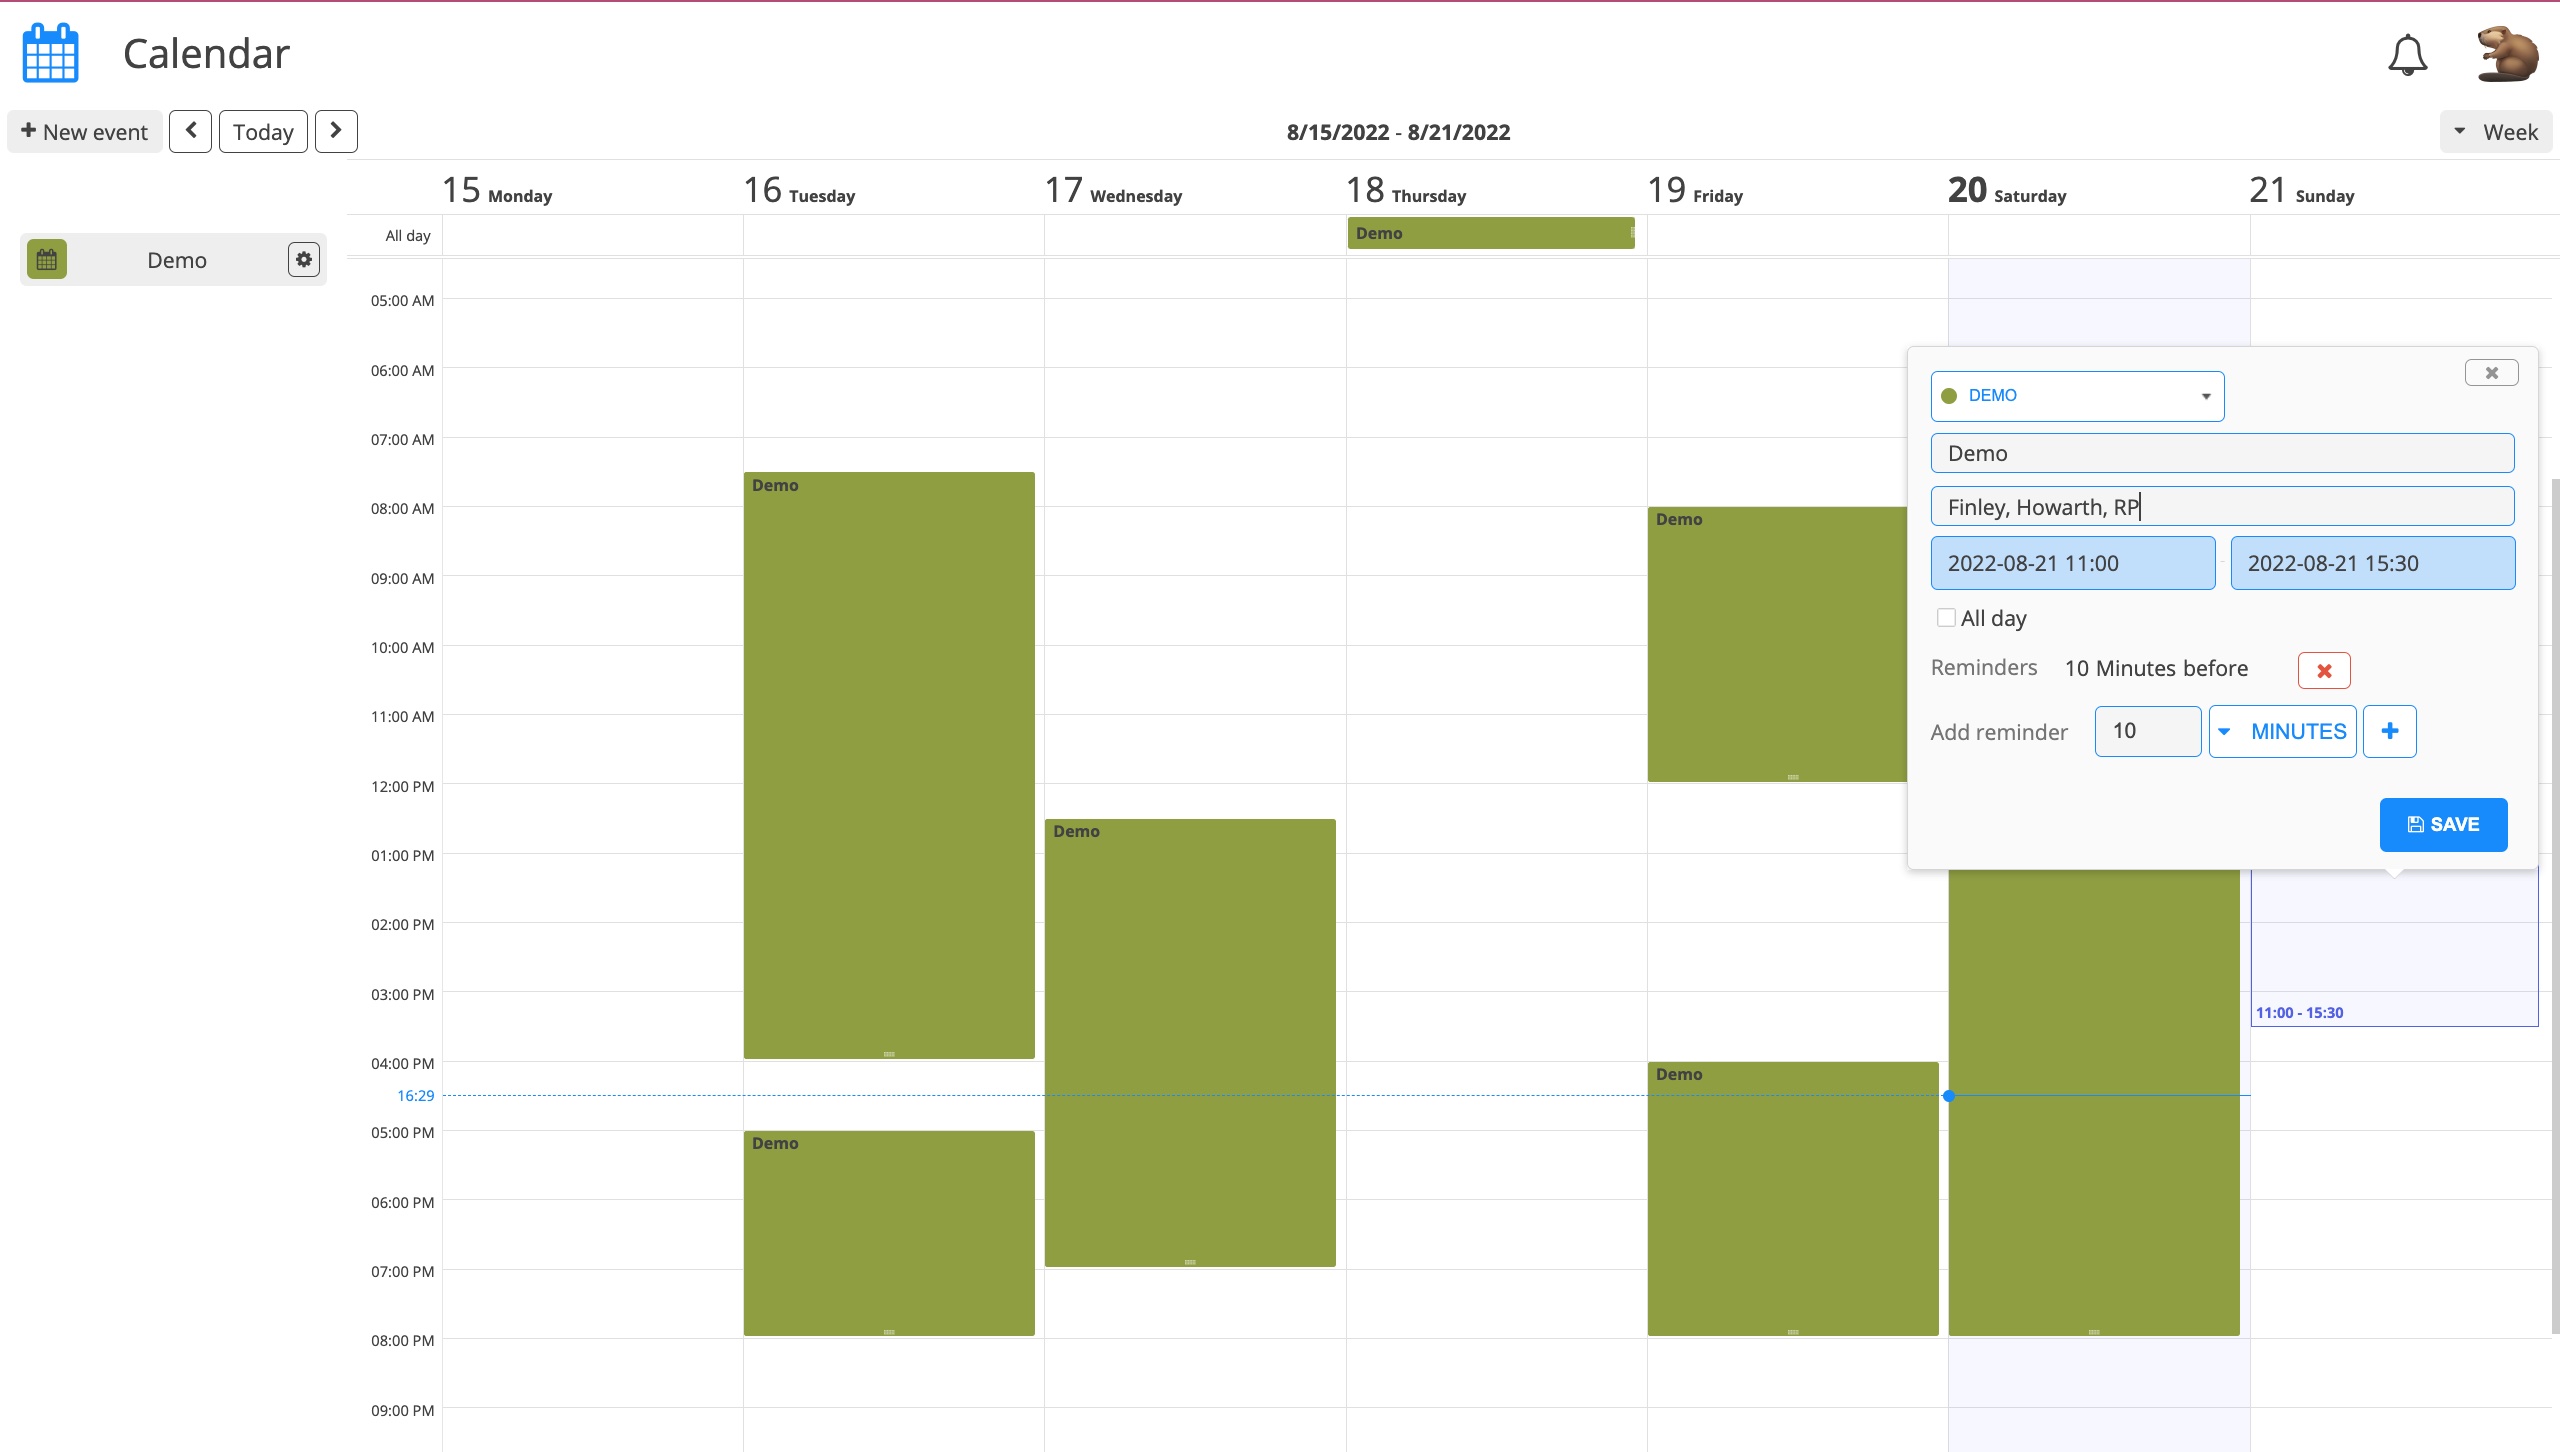 Calendar
New event
Today
8/15/2022 - 8/21/2022
Week
15 Monday
16 Tuesday
17 Wednesday
18 Thursday
19 Friday
20 Saturday
21 Sunday
All day
Demo
Demo
05:00 AM
06:00 AM
07:00 AM
08:00 AM
09:00 AM
10:00 AM
11:00 AM
12:00 PM
01:00 PM
02:00 PM
03:00 PM
04:00 PM
16:29
05:00 PM
06:00 PM
07:00 PM
08:00 PM
09:00 PM
Demo
Demo
Demo
Demo
Demo
DEMO
Demo
Finley, Howarth, RP
2022-08-21 11:00 - 2022-08-21 15:30
All day
Reminders 10 Minutes before
Add reminder 10 MINUTES
SAVE
11:00 - 15:30